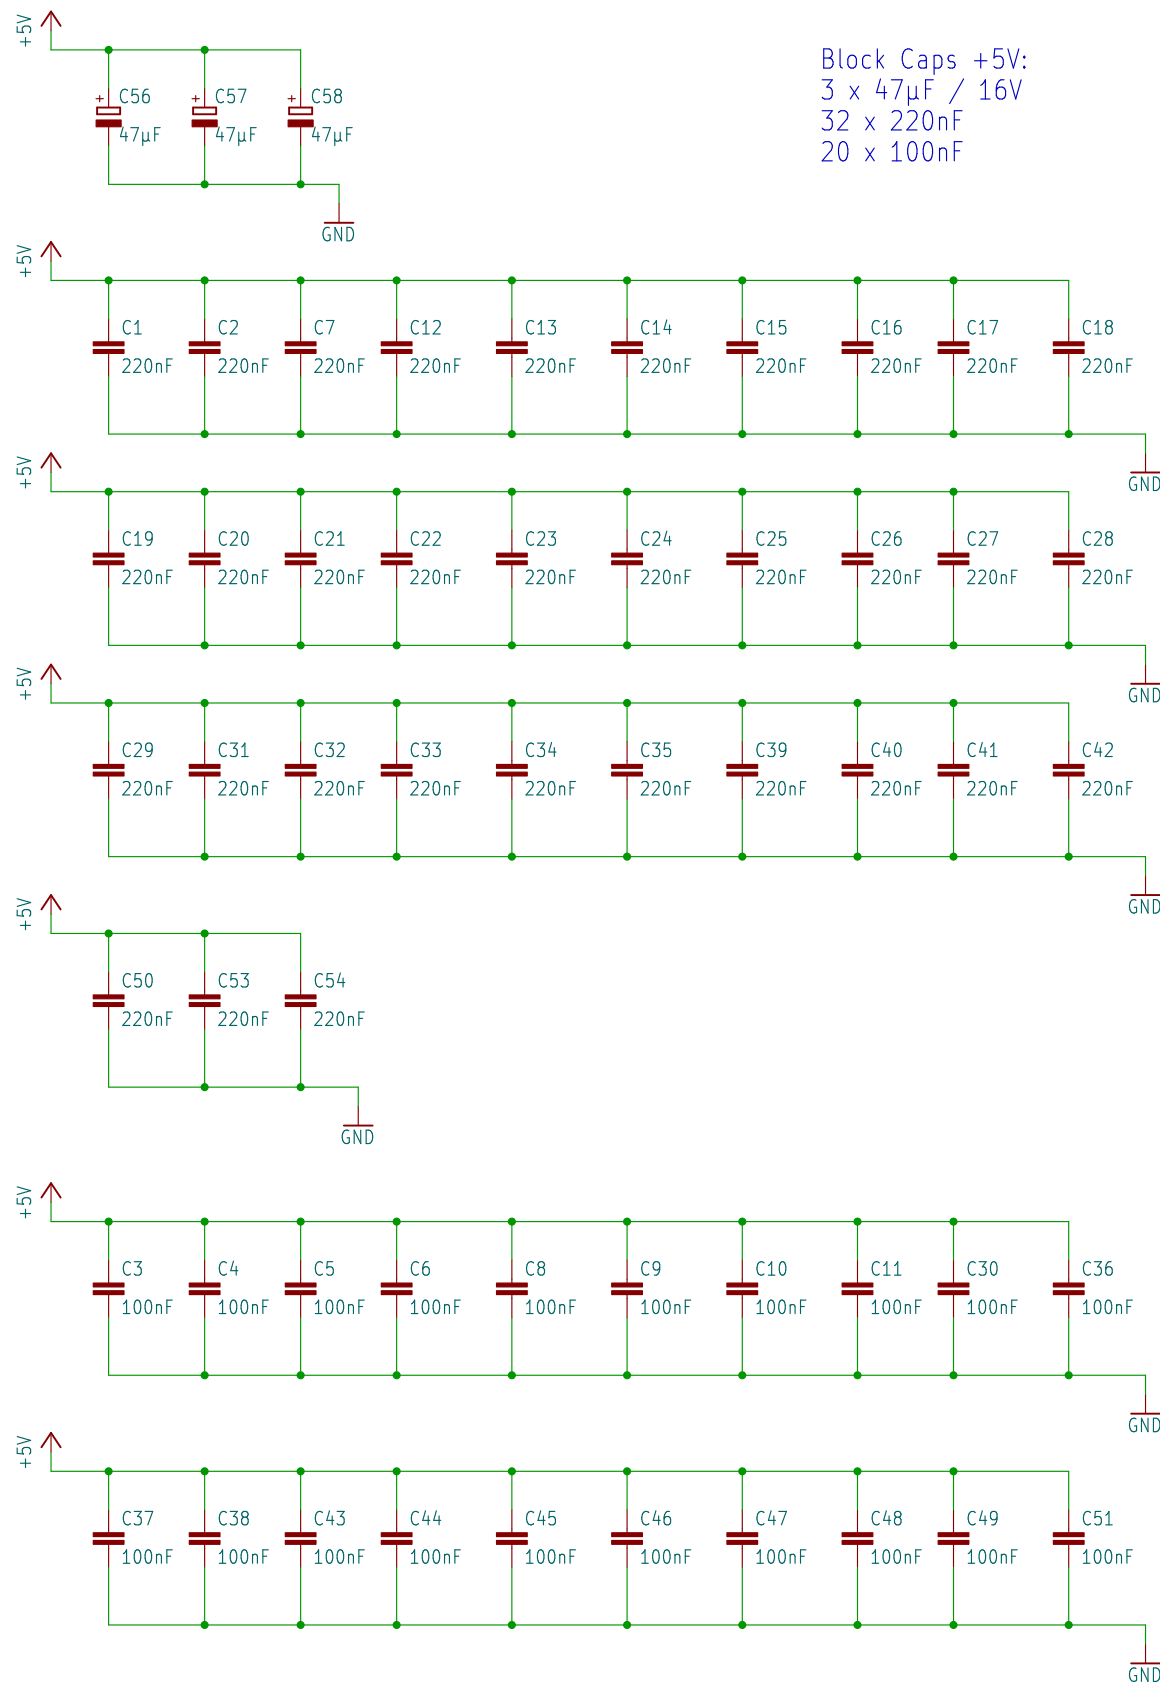 +5V
Block Caps +5V:
3 x 47µF / 16V
32 x 220nF
20 x 100nF
+ C56 + C57 + C58
47µF 47µF 47µF
GND
+5V
C1 C2 C7 C12 C13 C14 C15 C16 C17 C18
220nF 220nF 220nF 220nF 220nF 220nF 220nF 220nF 220nF 220nF
GND
+5V
C19 C20 C21 C22 C23 C24 C25 C26 C27 C28
220nF 220nF 220nF 220nF 220nF 220nF 220nF 220nF 220nF 220nF
GND
+5V
C29 C31 C32 C33 C34 C35 C39 C40 C41 C42
220nF 220nF 220nF 220nF 220nF 220nF 220nF 220nF 220nF 220nF
GND
+5V
C50 C53 C54
220nF 220nF 220nF
GND
+5V
C3 C4 C5 C6 C8 C9 C10 C11 C30 C36
100nF 100nF 100nF 100nF 100nF 100nF 100nF 100nF 100nF 100nF
GND
+5V
C37 C38 C43 C44 C45 C46 C47 C48 C49 C51
100nF 100nF 100nF 100nF 100nF 100nF 100nF 100nF 100nF 100nF
GND